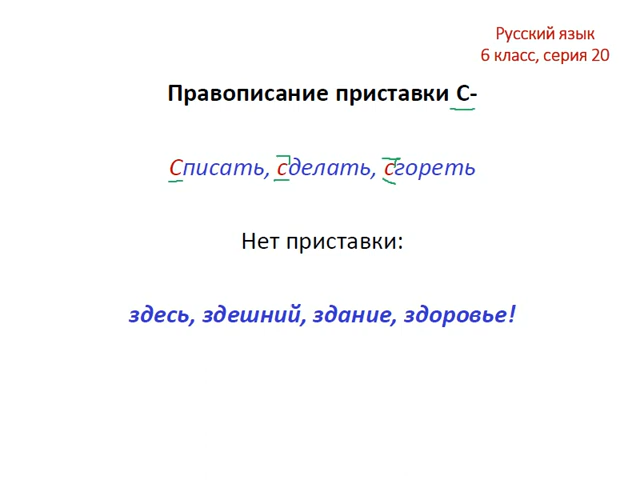 Русский язык
6 класс, серия 20
Правописание приставки С-
Списать, сделать, сгореть
Нет приставки:
здесь, здешний, здание, здоровье!